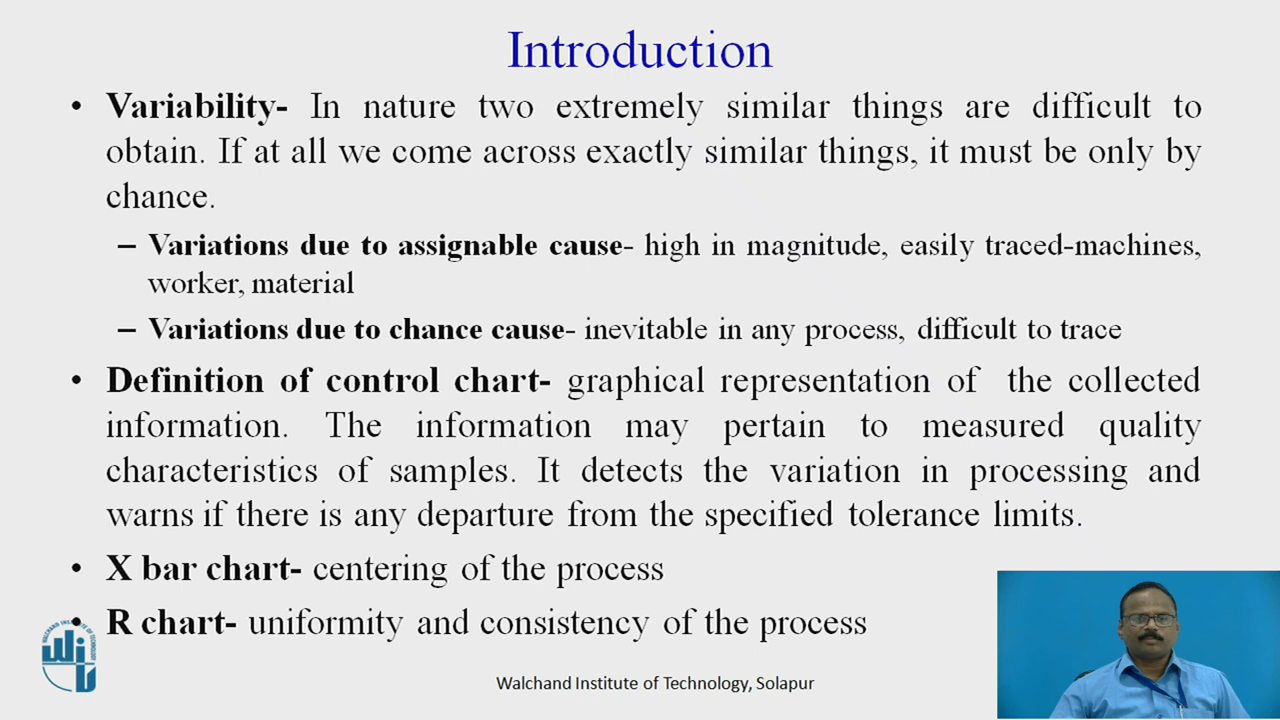 Introduction
• Variability- In nature two extremely similar things are difficult to
obtain. If at all we come across exactly similar things, it must be only by
chance.
– Variations due to assignable cause- high in magnitude, easily traced-machines,
worker, material
– Variations due to chance cause- inevitable in any process, difficult to trace
• Definition of control chart- graphical representation of the collected
information. The information may pertain to measured quality
characteristics of samples. It detects the variation in processing and
warns if there is any departure from the specified tolerance limits.
• X bar chart- centering of the process
• R chart- uniformity and consistency of the process
WALCHAND INSTITUTE OF TECHNOLOGY
WIT
Walchand Institute of Technology, Solapur